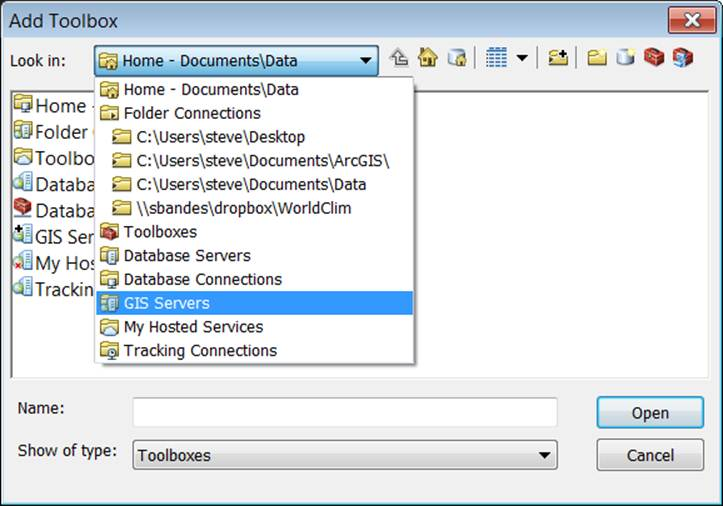 Add Toolbox
Look in:
Home - Documents\Data
Home - Documents\Data
Folder Connections
C:\Users\steve\Desktop
C:\Users\steve\Documents\ArcGIS\
C:\Users\steve\Documents\Data
\\sbandes\dropbox\WorldClim
Toolboxes
Database Servers
Database Connections
GIS Servers
My Hosted Services
Tracking Connections
Home -
Folder
Toolbo
Databa
Databa
GIS Ser
My Hos
Trackin
Name:
Open
Show of type:
Toolboxes
Cancel